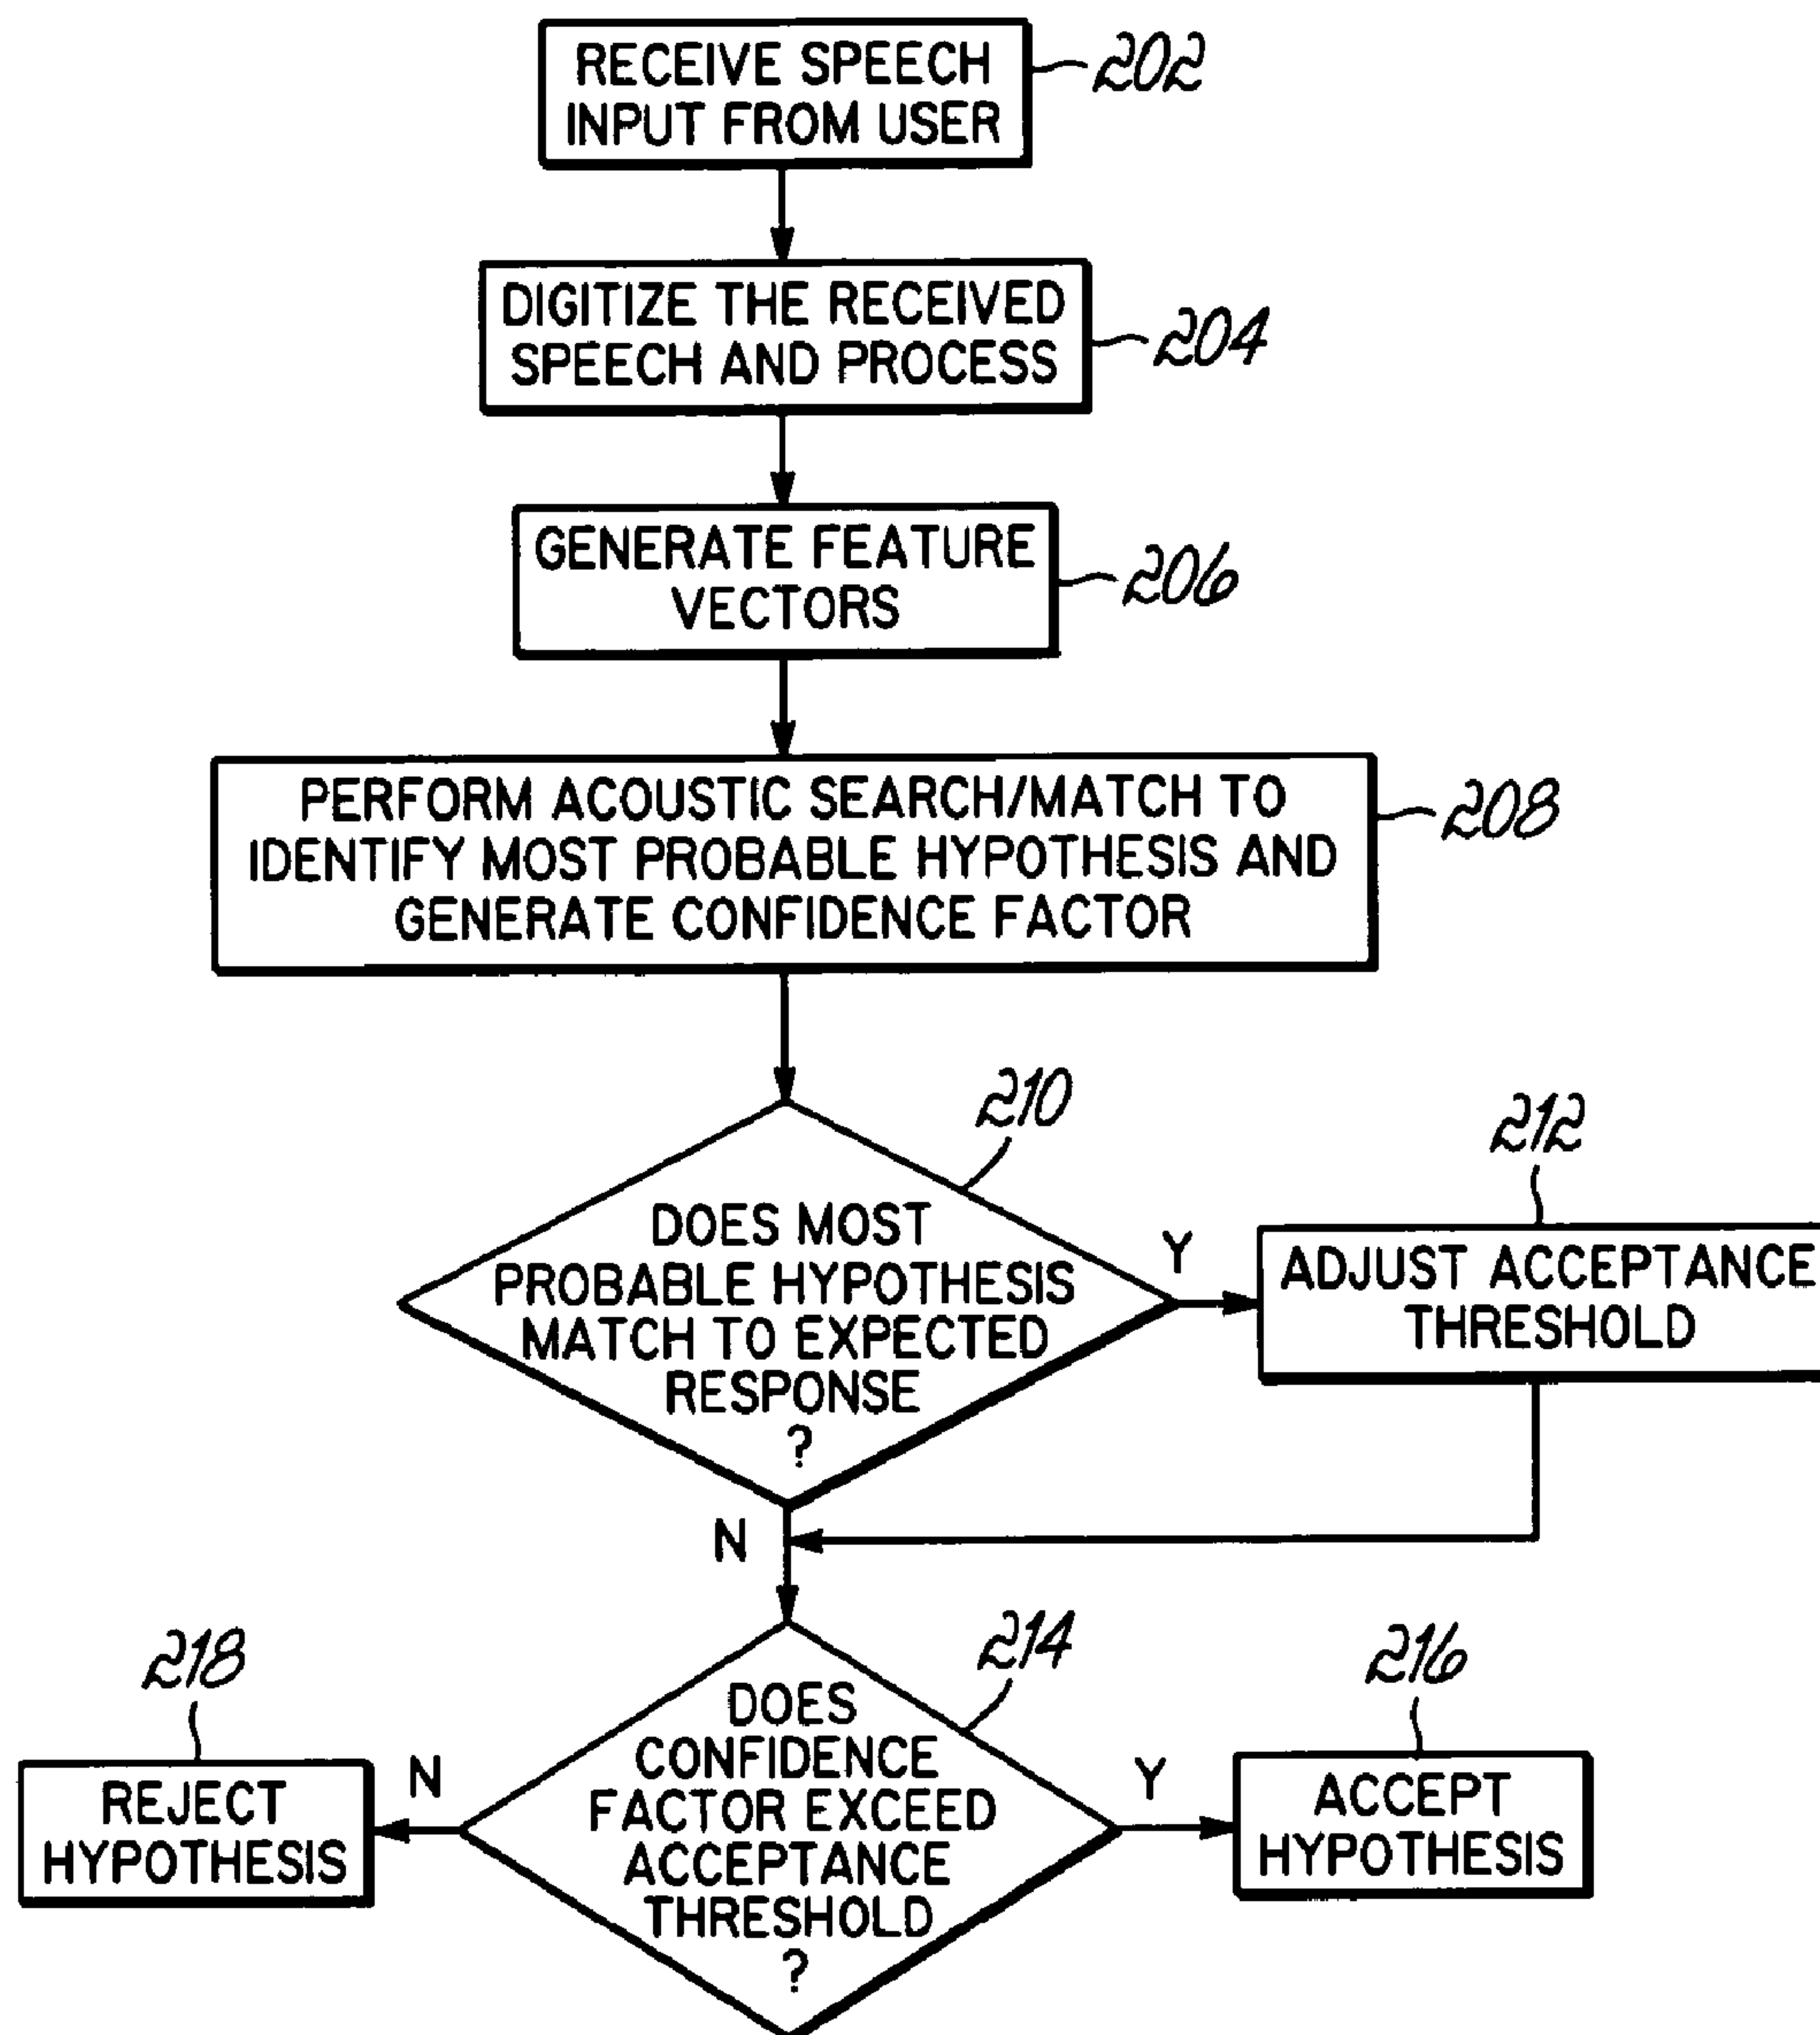 RECEIVE SPEECH
INPUT FROM USER
202
DIGITIZE THE RECEIVED
SPEECH AND PROCESS
204
GENERATE FEATURE
VECTORS
206
PERFORM ACOUSTIC SEARCH/MATCH TO
IDENTIFY MOST PROBABLE HYPOTHESIS AND
GENERATE CONFIDENCE FACTOR
208
210
DOES MOST
PROBABLE HYPOTHESIS
MATCH TO EXPECTED
RESPONSE
?
Y
212
ADJUST ACCEPTANCE
THRESHOLD
N
214
DOES
CONFIDENCE
FACTOR EXCEED
ACCEPTANCE
THRESHOLD
?
Y
216
ACCEPT
HYPOTHESIS
N
218
REJECT
HYPOTHESIS